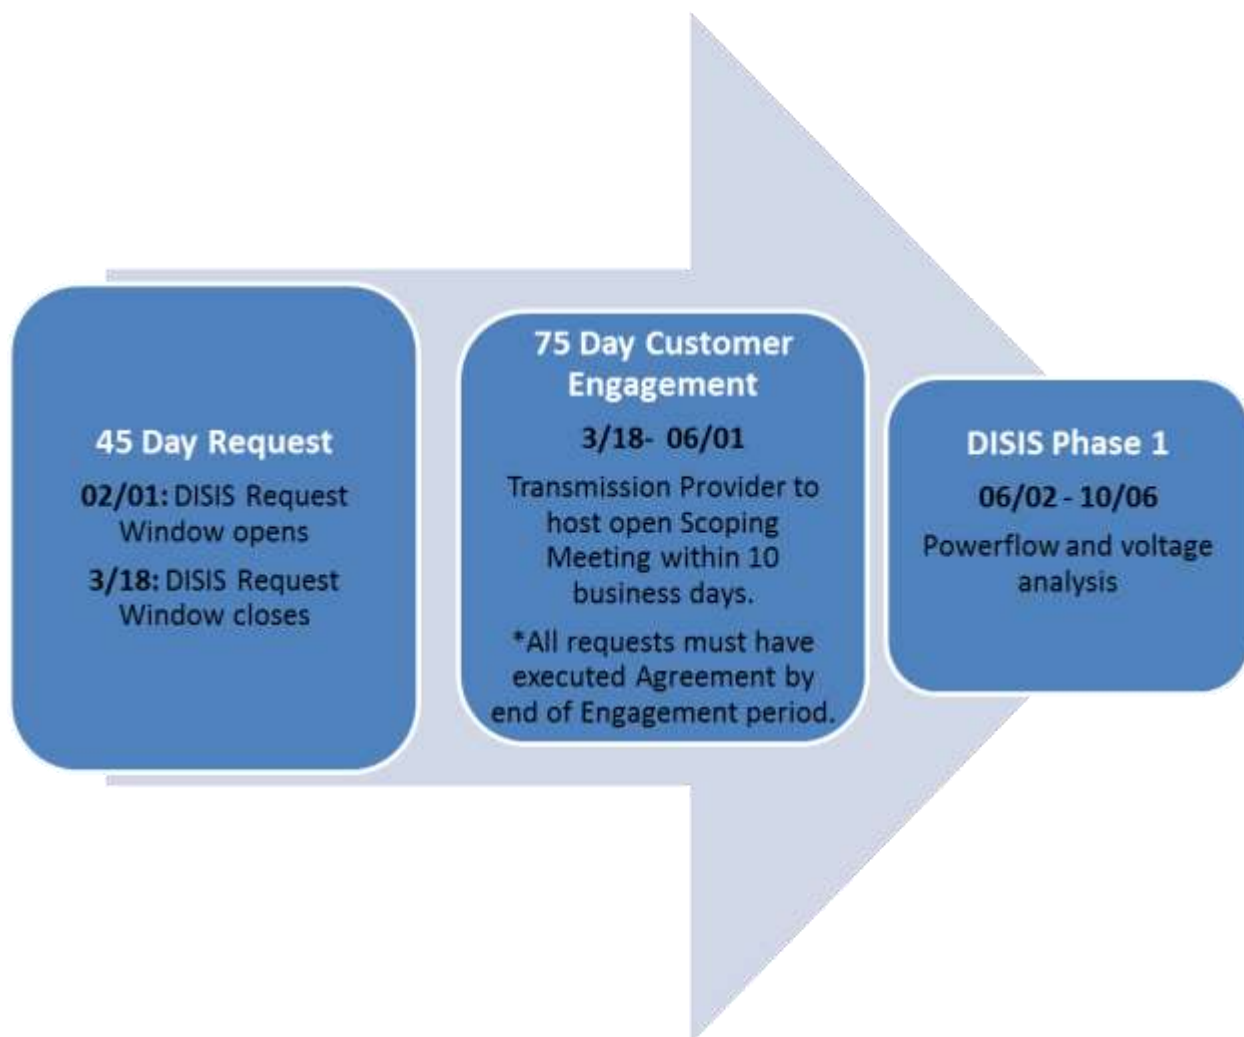 45 Day Request
02/01: DISIS Request
Window opens
3/18: DISIS Request
Window closes
75 Day Customer
Engagement
3/18- 06/01
Transmission Provider to
host open Scoping
Meeting within 10
business days.
*All requests must have
executed Agreement by
end of Engagement period.
DISIS Phase 1
06/02 - 10/06
Powerflow and voltage
analysis